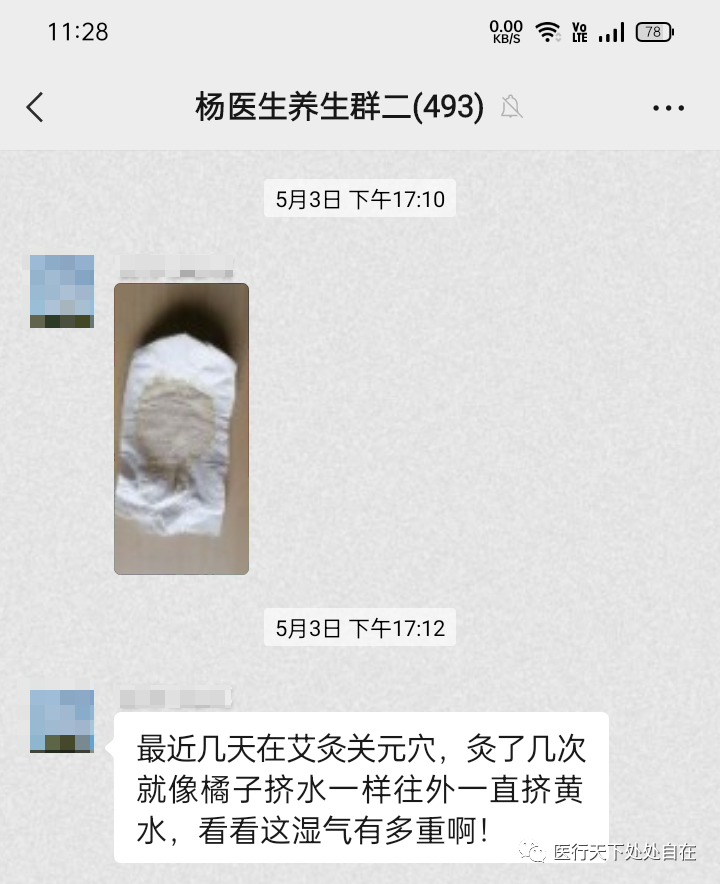 11:28
0.00
KB/S
Vo
LTE
78
杨医生养生群二(493)
5月3日 下午17:10
5月3日 下午17:12
最近几天在艾灸关元穴，灸了几次
就像橘子挤水一样往外一直挤黄
水，看看这湿气有多重啊！
医行天下处处自在